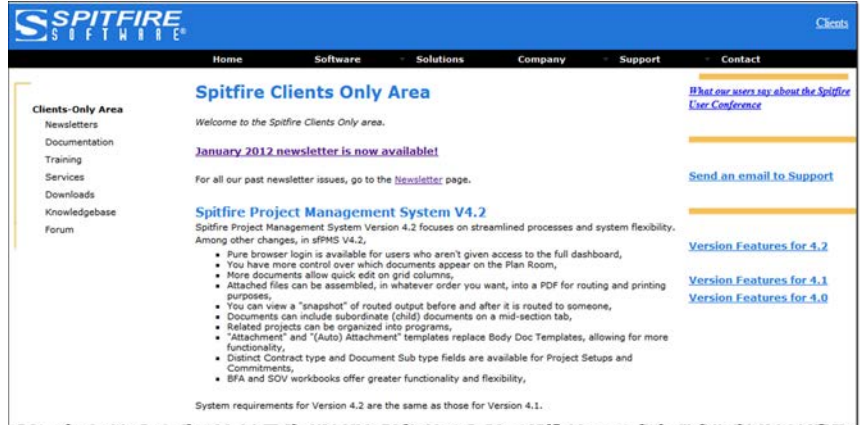 SPITFIRE
SOFTWARE®
Clients
Home Software Solutions Company Support Contact
Clients-Only Area
Newsletters
Documentation
Training
Services
Downloads
Knowledgebase
Forum
Spitfire Clients Only Area
Welcome to the Spitfire Clients Only area.
January 2012 newsletter is now available!
For all our past newsletter issues, go to the Newsletter page.
Spitfire Project Management System V4.2
Spitfire Project Management System Version 4.2 focuses on streamlined processes and system flexibility.
Among other changes, in sfPMS V4.2,
Pure browser login is available for users who aren't given access to the full dashboard,
You have more control over which documents appear on the Plan Room,
More documents allow quick edit on grid columns,
Attached files can be assembled, in whatever order you want, into a PDF for routing and printing
purposes,
You can view a "snapshot" of routed output before and after it is routed to someone,
Documents can include subordinate (child) documents on a mid-section tab,
Related projects can be organized into programs,
"Attachment" and "(Auto) Attachment" templates replace Body Doc Templates, allowing for more
functionality,
Distinct Contract type and Document Sub type fields are available for Project Setups and
Commitments,
BFA and SOV workbooks offer greater functionality and flexibility,
System requirements for Version 4.2 are the same as those for Version 4.1.
What our users say about the Spitfire
User Conference
Send an email to Support
Version Features for 4.2
Version Features for 4.1
Version Features for 4.0